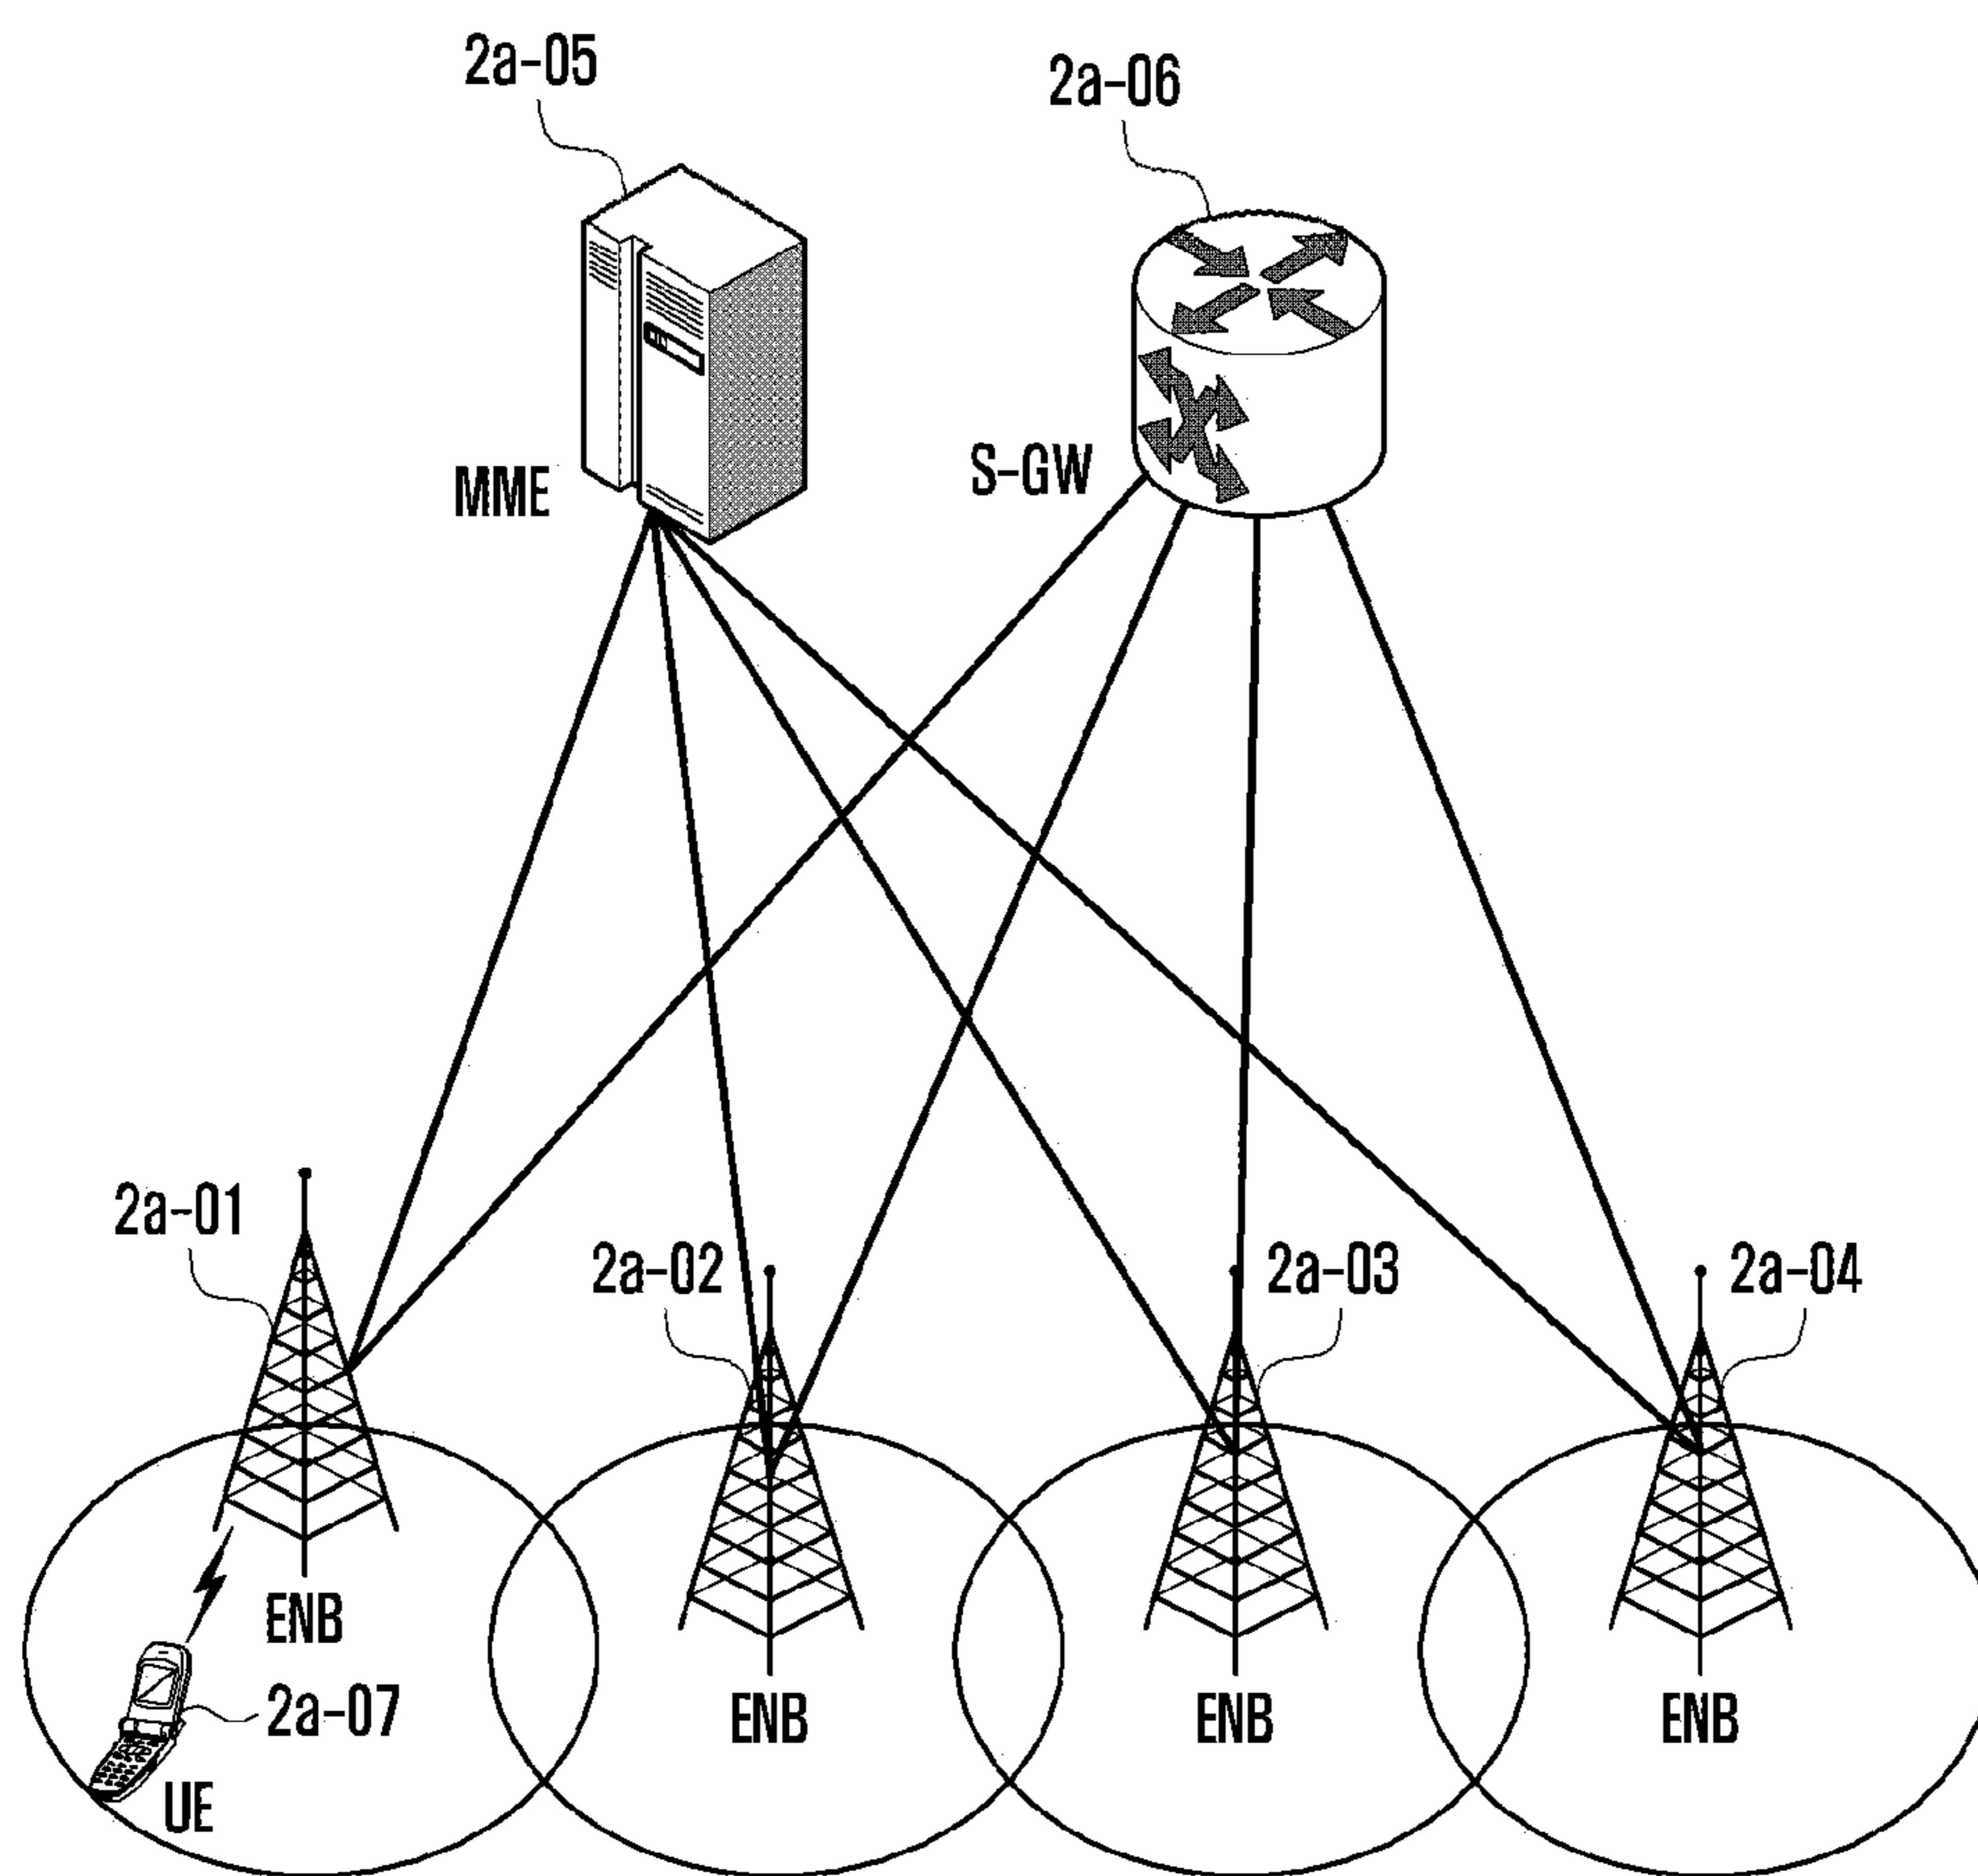 2a-05
2a-06
MME
S-GW
2a-01
2a-02
2a-03
2a-04
ENB
2a-07
UE
ENB
ENB
ENB